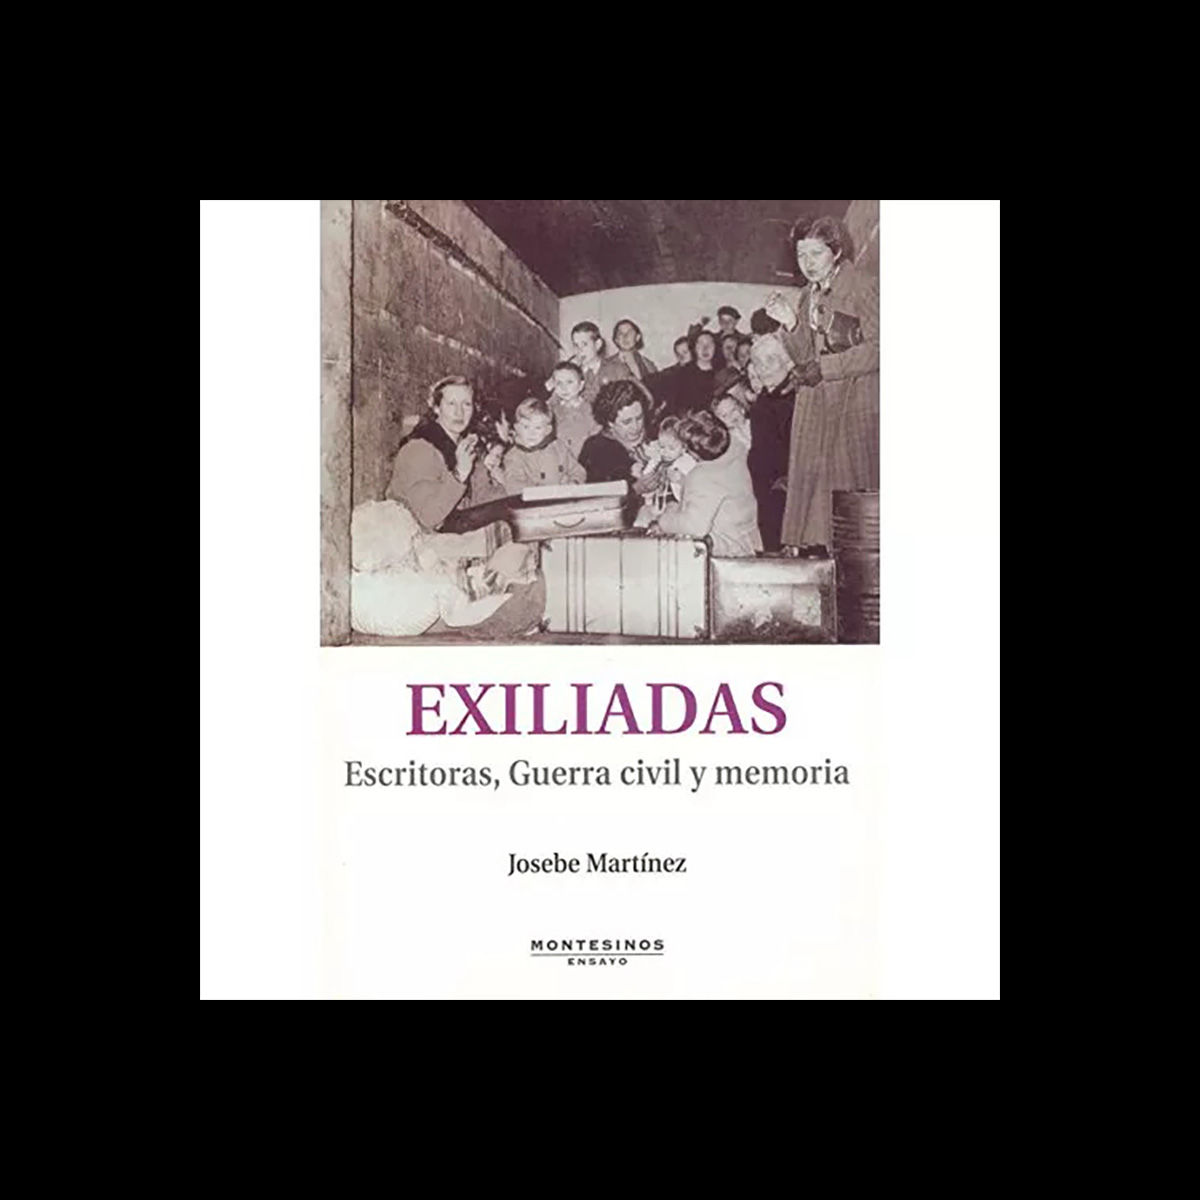 EXILIADAS
Escritoras, Guerra civil y memoria
Josebe Martínez
MONTESINOS
ENSAYO